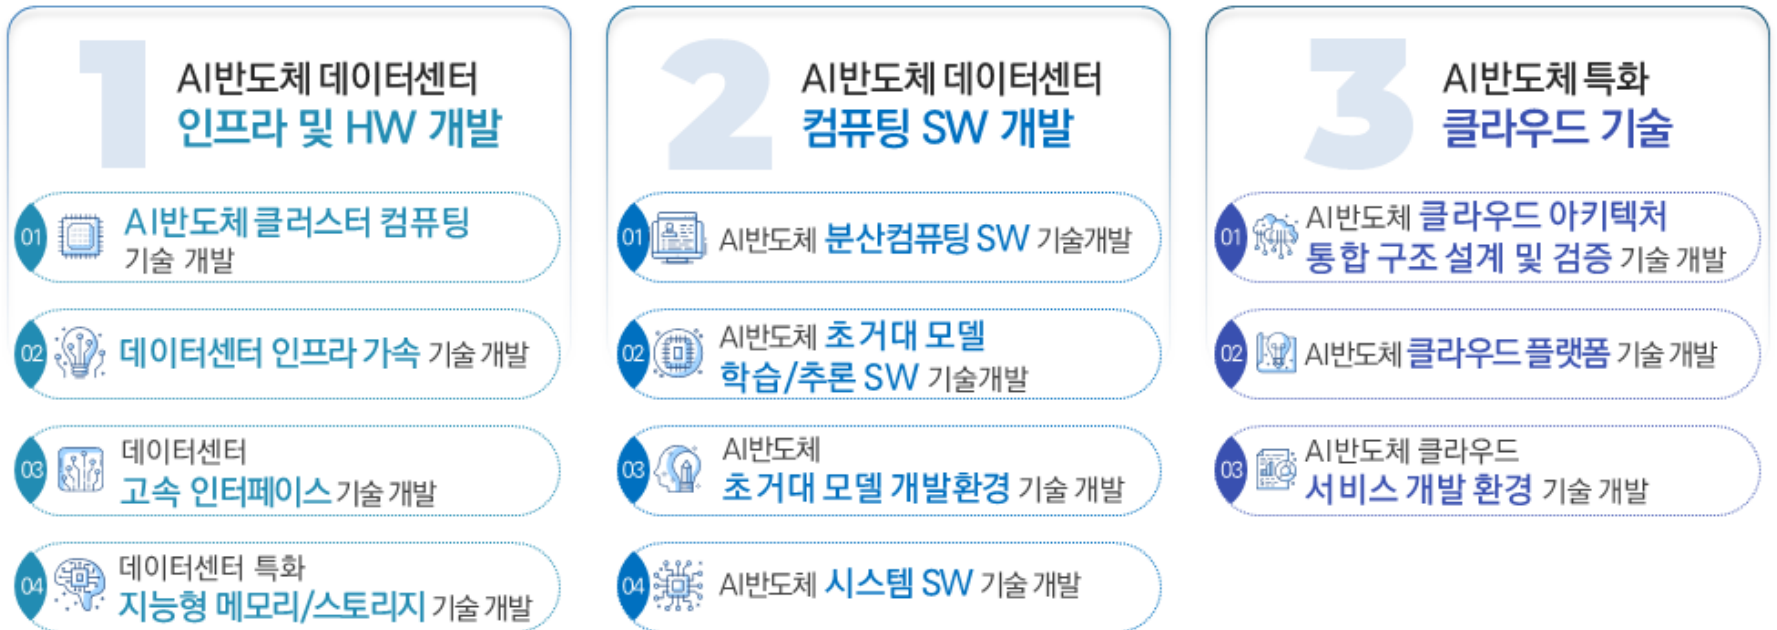 1
AI반도체 데이터센터
인프라 및 HW 개발
01
AI반도체 클러스터 컴퓨팅
기술 개발
02
데이터센터 인프라 가속 기술 개발
03
데이터센터
고속 인터페이스 기술 개발
04
데이터센터 특화
지능형 메모리/스토리지 기술 개발
2
AI반도체 데이터센터
컴퓨팅 SW 개발
01
AI반도체 분산컴퓨팅 SW 기술개발
02
AI반도체 초거대 모델
학습/추론 SW 기술개발
03
AI반도체
초거대 모델 개발환경 기술 개발
04
AI반도체 시스템 SW 기술 개발
3
AI반도체 특화
클라우드 기술
01
AI반도체 클라우드 아키텍처
통합 구조 설계 및 검증 기술 개발
02
AI반도체 클라우드 플랫폼 기술 개발
03
AI반도체 클라우드
서비스 개발 환경 기술 개발